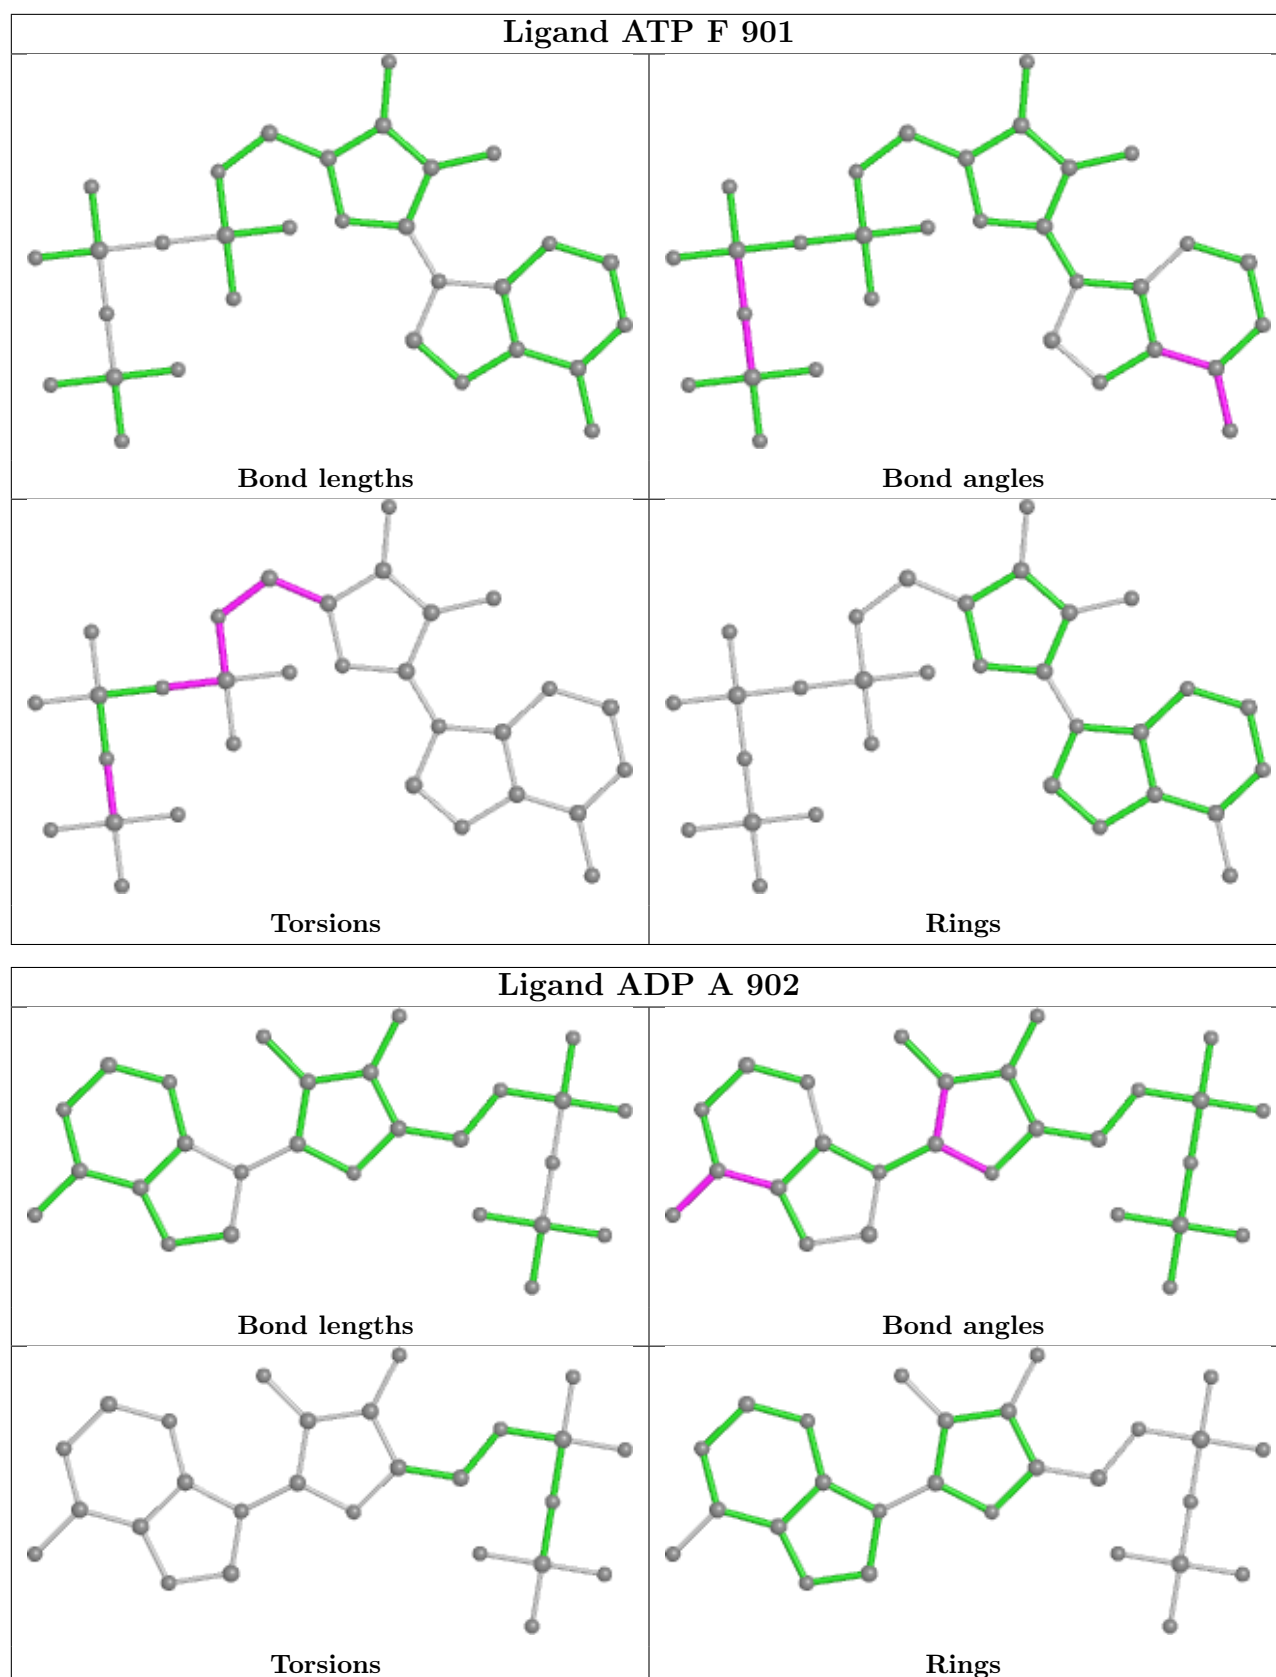 Ligand ATP F 901
Bond lengths
Bond angles
Torsions
Rings
Ligand ADP A 902
Bond lengths
Bond angles
Torsions
Rings